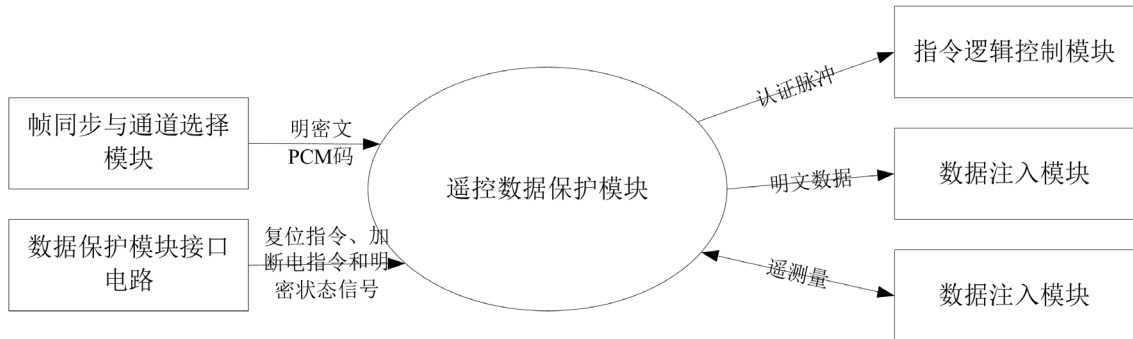 帧同步与通道选择
模块
明密文
PCM码
数据保护模块接口
电路
复位指令、加
断电指令和明
密状态信号
遥控数据保护模块
认证脉冲
指令逻辑控制模块
明文数据
数据注入模块
遥测量
数据注入模块